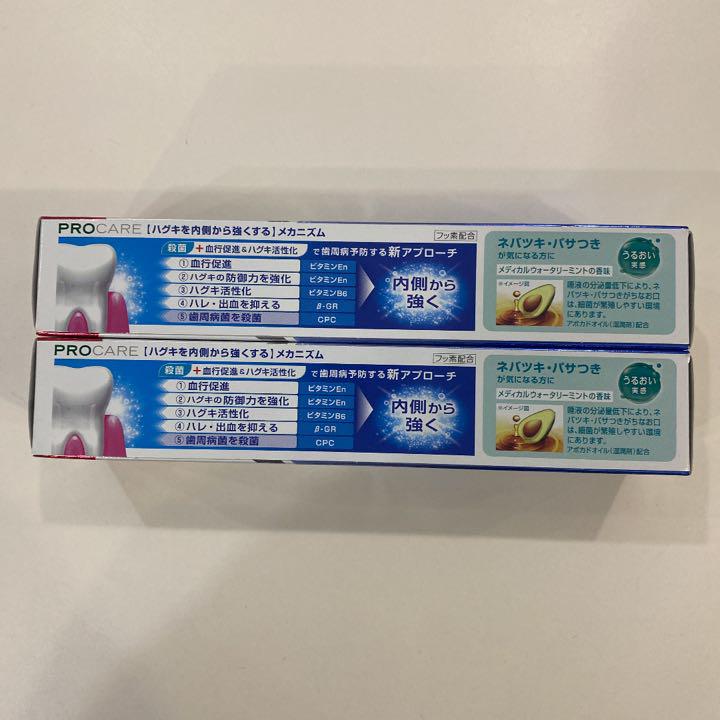 PROCARE【ハグキを内側から強くする】メカニズム
フッ素配合
殺菌+血行促進&ハグキ活性化で歯周病予防する新アプローチ
①血行促進 ビタミンEn
②ハグキの防御力を強化 ビタミンEn
③ハグキ活性化 ビタミンB6
④ハレ・出血を抑える β-GR
⑤歯周病菌を殺菌 CPC
内側から
強く
ネバツキ・パサつき
が気になる方に
うるおい
実感
メディカルウォータリーミントの香味
※イメージ図
唾液の分泌量低下により、ネ
バツキ・パサつきがちなお口
は、細菌が繁殖しやすい環境
にあります。
アボカドオイル(湿潤剤)配合
PROCARE【ハグキを内側から強くする】メカニズム
フッ素配合
殺菌+血行促進&ハグキ活性化で歯周病予防する新アプローチ
①血行促進 ビタミンEn
②ハグキの防御力を強化 ビタミンEn
③ハグキ活性化 ビタミンB6
④ハレ・出血を抑える β-GR
⑤歯周病菌を殺菌 CPC
内側から
強く
ネバツキ・パサつき
が気になる方に
うるおい
実感
メディカルウォータリーミントの香味
※イメージ図
唾液の分泌量低下により、ネ
バツキ・パサつきがちなお口
は、細菌が繁殖しやすい環境
にあります。
アボカドオイル(湿潤剤)配合